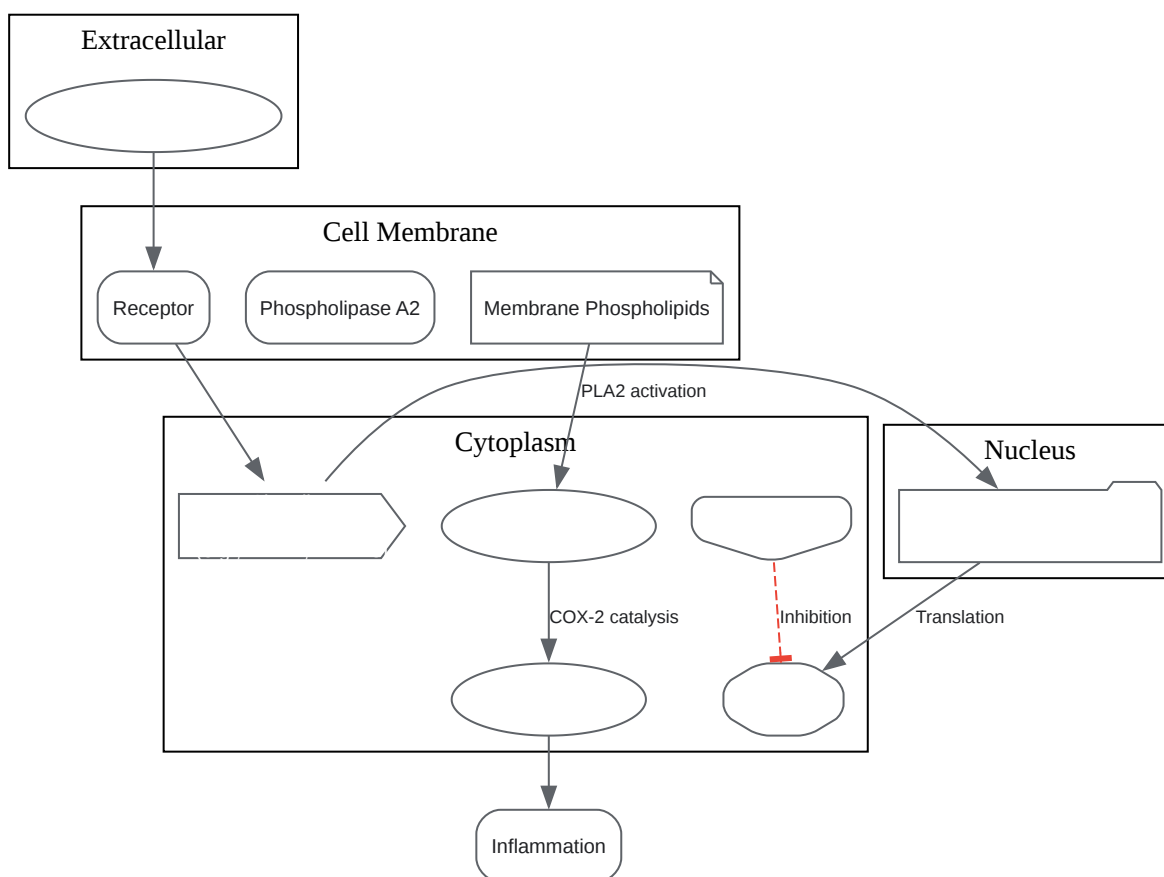 Extracellular
Cell Membrane
Receptor
Phospholipase A2
Membrane Phospholipids
PLA2 activation
Cytoplasm
Nucleus
COX-2 catalysis
Inhibition
Translation
Inflammation